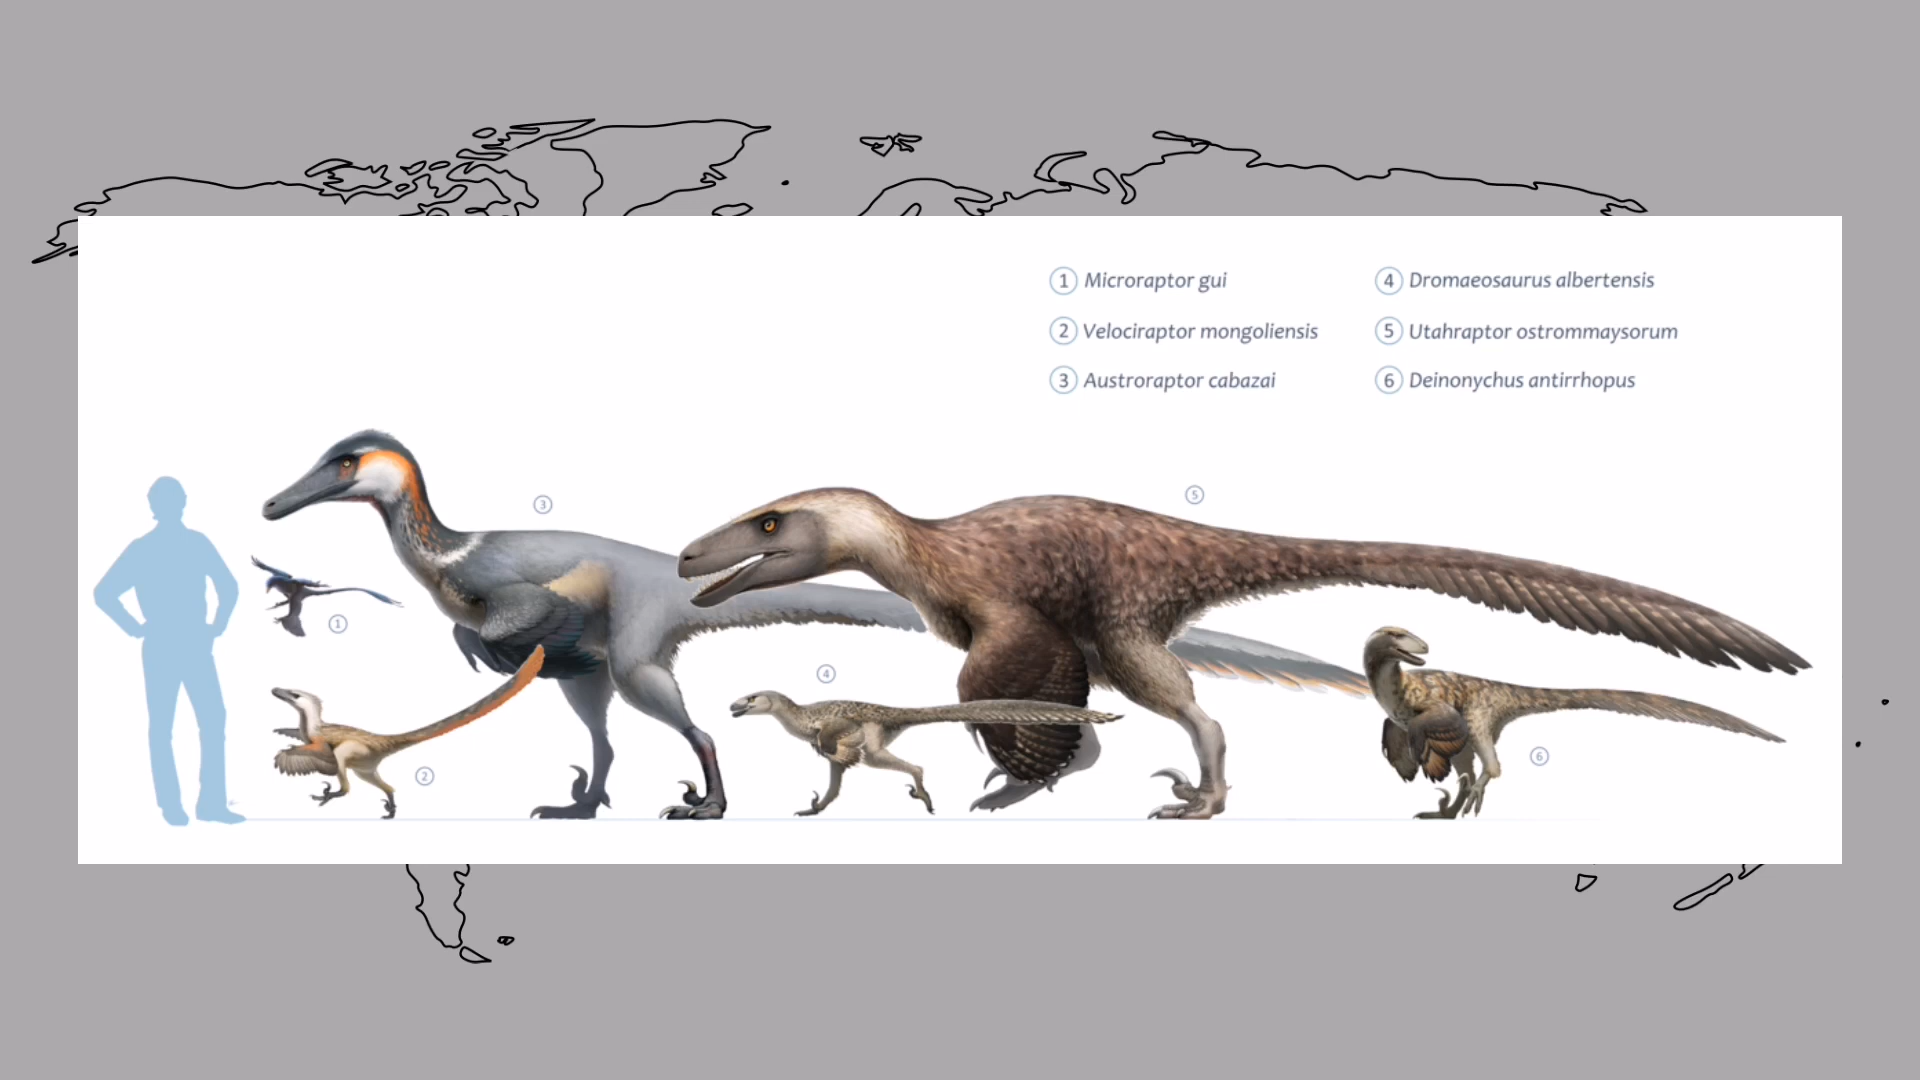 ① Microraptor gui
② Velociraptor mongoliensis
③ Austroraptor cabazai
④ Dromaeosaurus albertensis
⑤ Utahraptor ostrommaysorum
⑥ Deinonychus antirrhopus
③
⑤
①
④
②
⑥